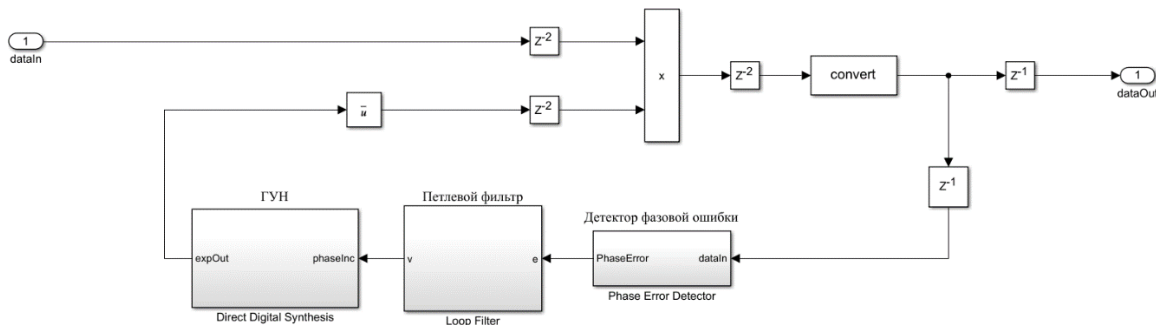 1
dataIn
Z-2
x
Z-2
convert
Z-1
1
dataOut
ū
Z-2
Z-1
ГУН
Петлевой фильтр
Детектор фазовой ошибки
expOut
phaseInc
v
e
PhaseError
dataIn
Direct Digital Synthesis
Loop Filter
Phase Error Detector